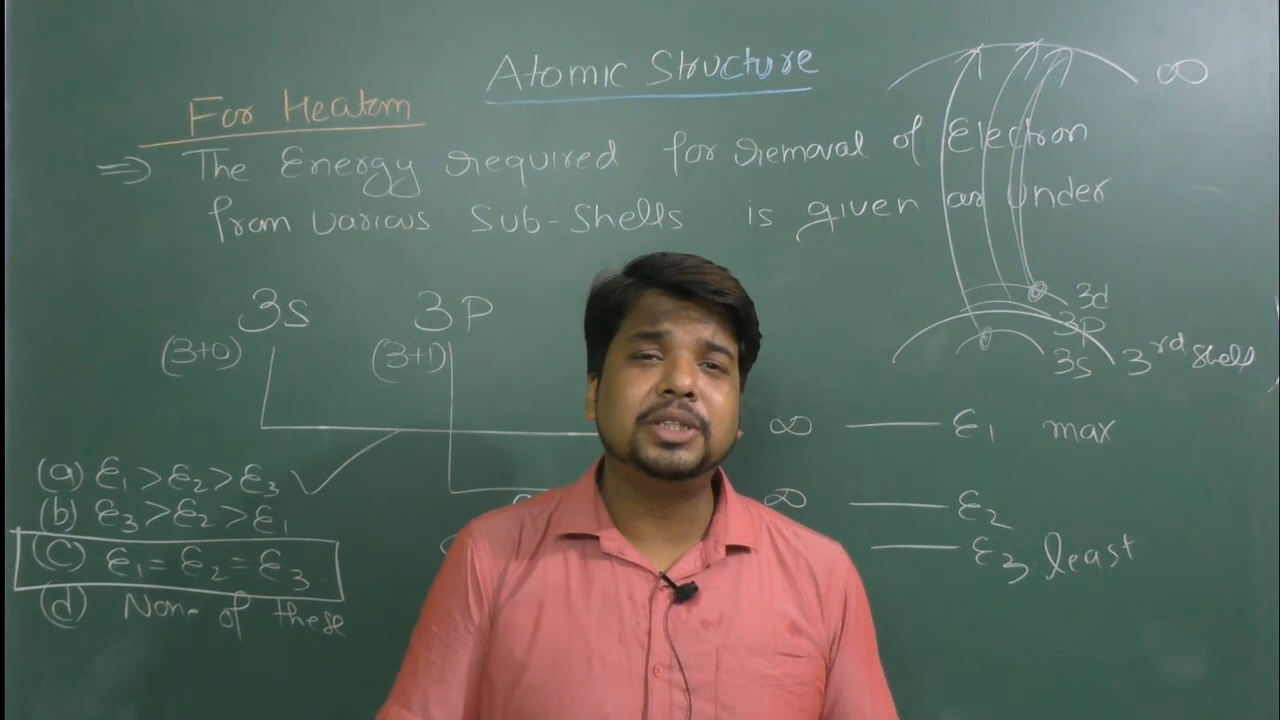 Atomic Structure
For Heatom
⇒ The Energy required for removal of Electron
from various Sub-Shells is given as under
∞
3s 3P
(3+0) (3+1)
3d
3P
3s 3rd Shell
∞ ε1 max
∞ ε2
ε3 least
(a) ε1 > ε2 > ε3 ✓
(b) ε3 > ε2 > ε1
(c) ε1 = ε2 = ε3
(d) None of these